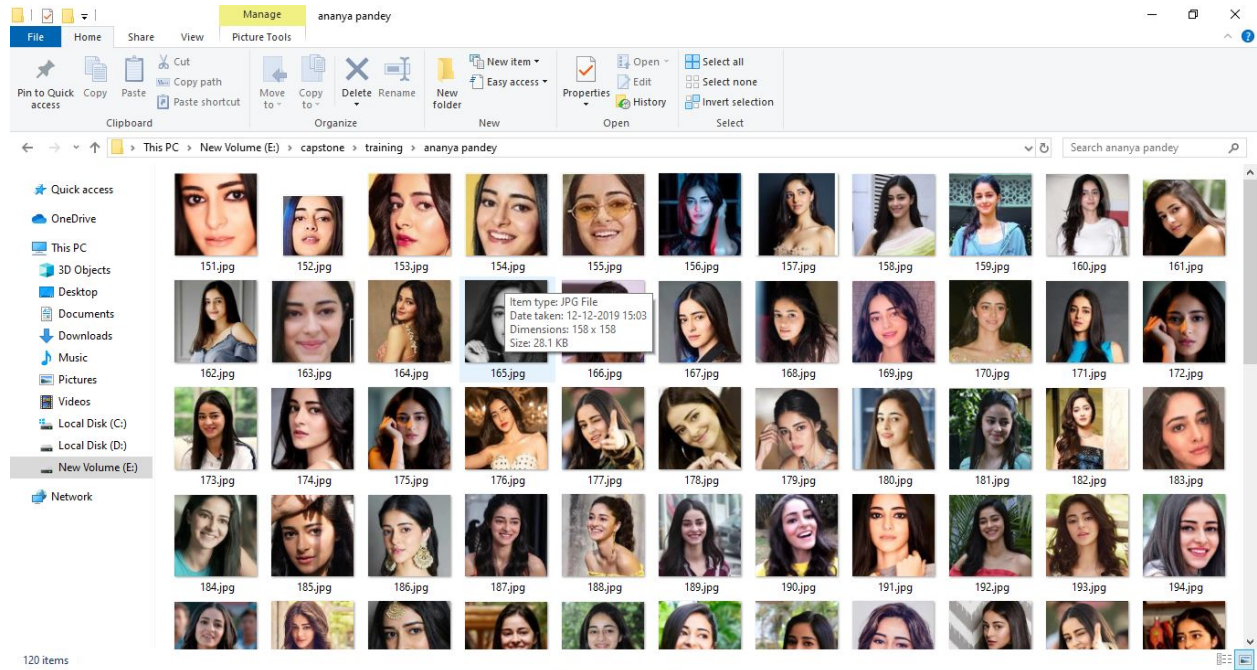 Manage
ananya pandey
File Home Share View Picture Tools
Pin to Quick access
Copy
Paste
Cut
Copy path
Paste shortcut
Clipboard
Move to
Copy to
Delete
Rename
Organize
New folder
New item
Easy access
New
Properties
Open
Edit
History
Open
Select all
Select none
Invert selection
Select
This PC > New Volume (E:) > capstone > training > ananya pandey
Search ananya pandey
Quick access
OneDrive
This PC
3D Objects
Desktop
Documents
Downloads
Music
Pictures
Videos
Local Disk (C:)
Local Disk (D:)
New Volume (E:)
Network
151.jpg 152.jpg 153.jpg 154.jpg 155.jpg 156.jpg 157.jpg 158.jpg 159.jpg 160.jpg 161.jpg
Item type: JPG File
Date taken: 12-12-2019 15:03
Dimensions: 158 x 158
Size: 28.1 KB
162.jpg 163.jpg 164.jpg 165.jpg 166.jpg 167.jpg 168.jpg 169.jpg 170.jpg 171.jpg 172.jpg
173.jpg 174.jpg 175.jpg 176.jpg 177.jpg 178.jpg 179.jpg 180.jpg 181.jpg 182.jpg 183.jpg
184.jpg 185.jpg 186.jpg 187.jpg 188.jpg 189.jpg 190.jpg 191.jpg 192.jpg 193.jpg 194.jpg
120 items